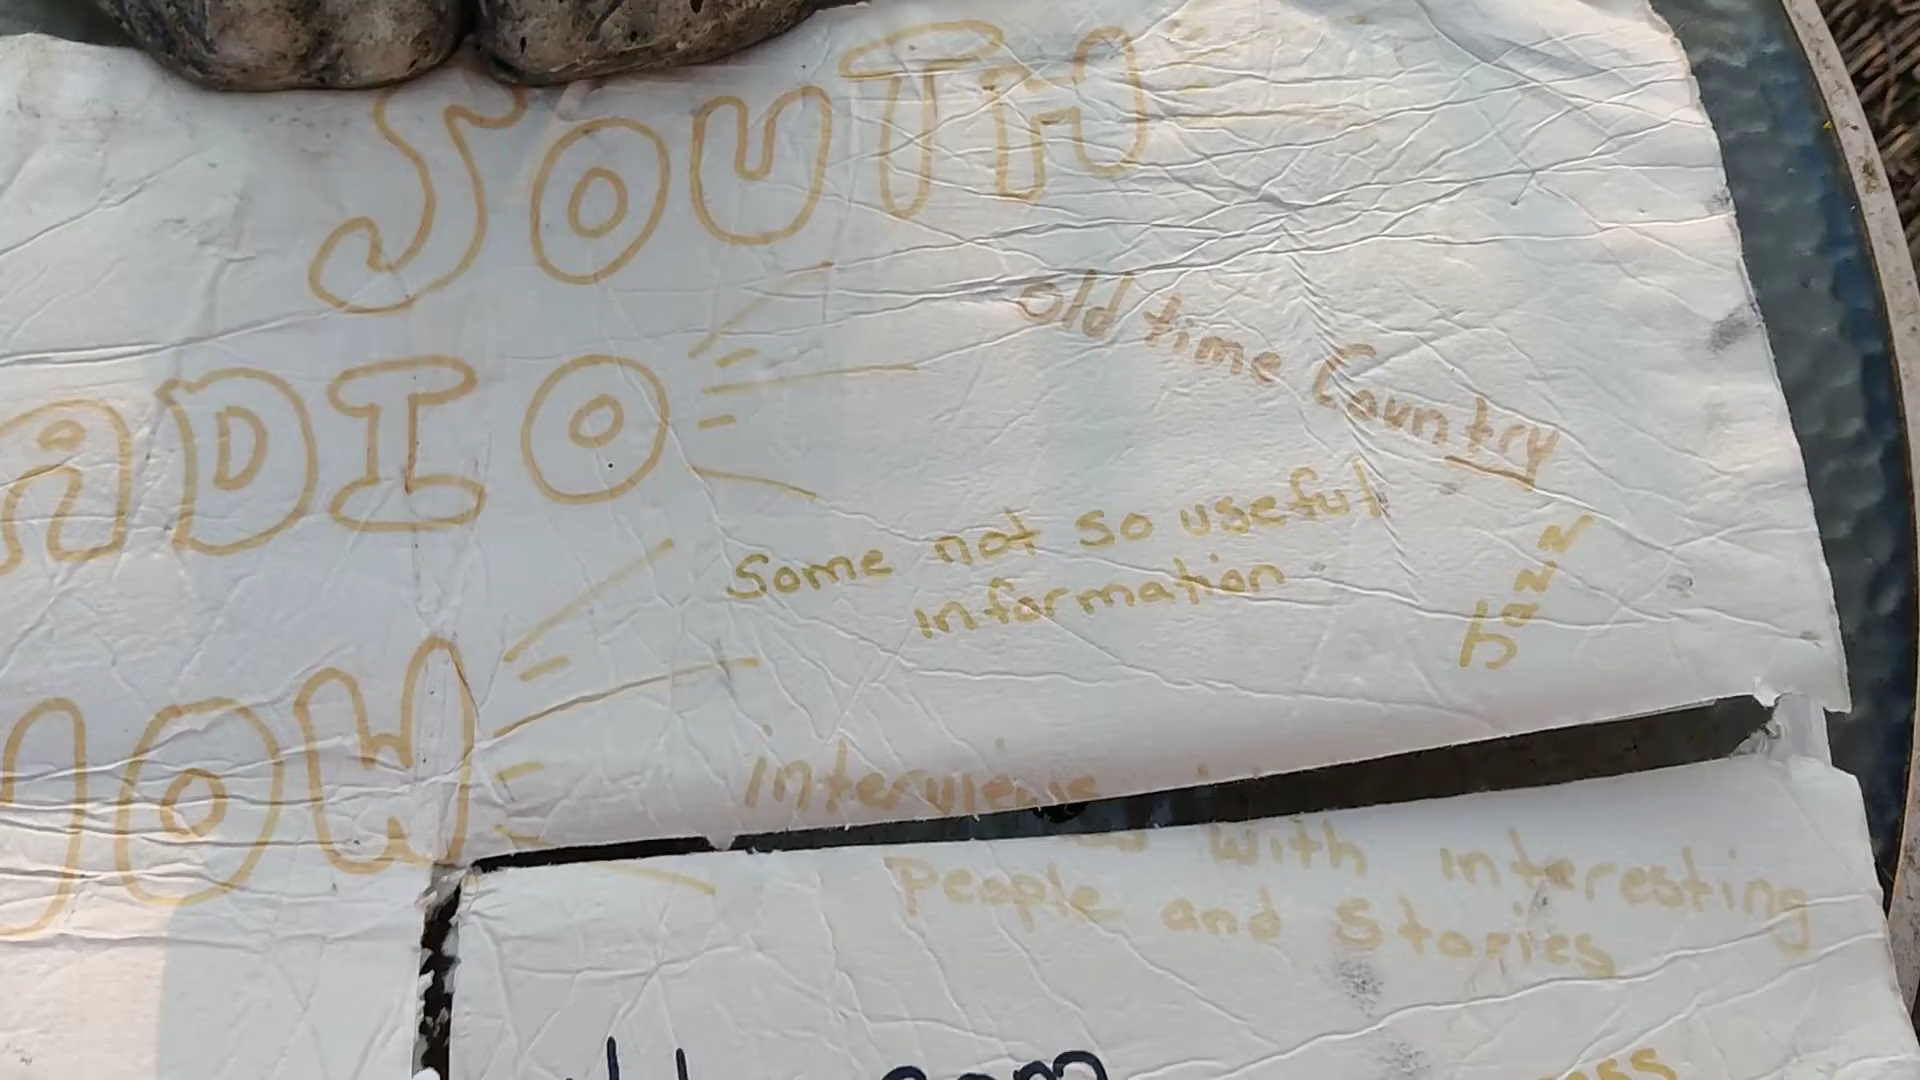 SOUTH
Old time Country
ADIO
Some not so useful
information
HOW
interviews with interesting
People and Stories